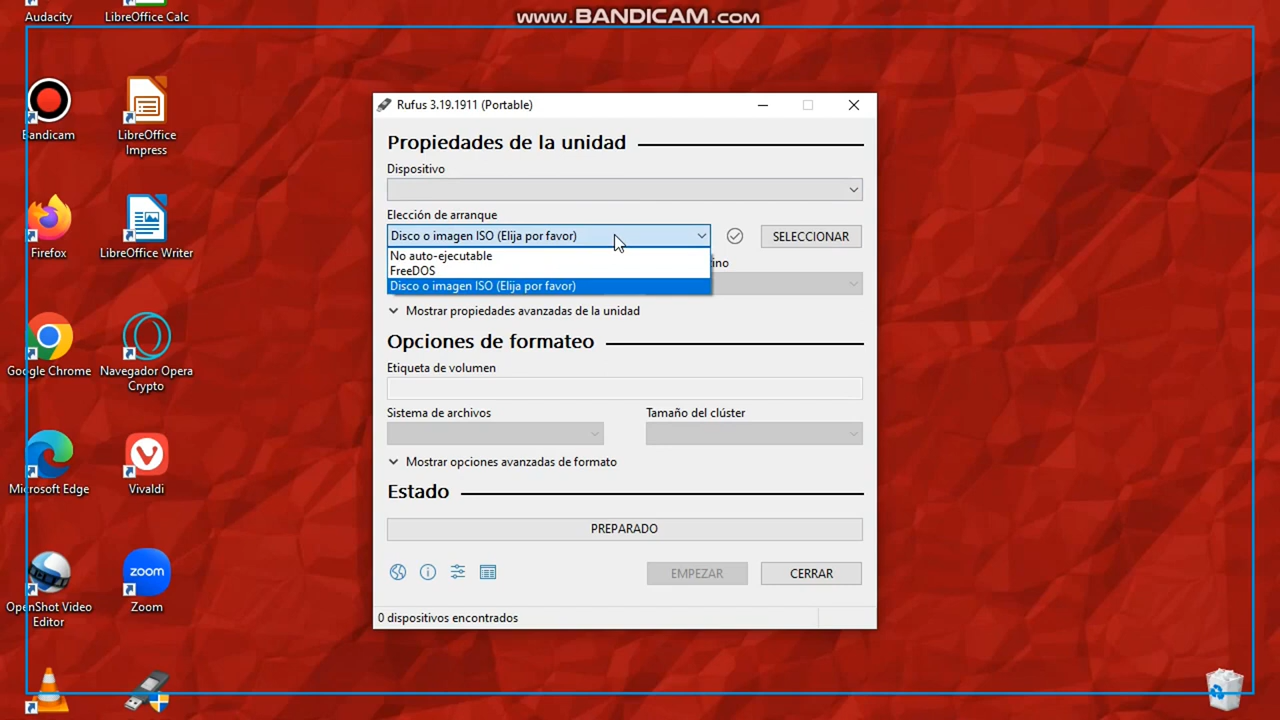 www.BANDICAM.com
Audacity
LibreOffice Calc
Bandicam
LibreOffice
Impress
Firefox
LibreOffice Writer
Google Chrome
Navegador Opera
Crypto
Microsoft Edge
Vivaldi
OpenShot Video
Editor
zoom
Zoom
Rufus 3.19.1911 (Portable)
Propiedades de la unidad
Dispositivo
Elección de arranque
Disco o imagen ISO (Elija por favor)
SELECCIONAR
No auto-ejecutable
FreeDOS
Disco o imagen ISO (Elija por favor)
Mostrar propiedades avanzadas de la unidad
Opciones de formateo
Etiqueta de volumen
Sistema de archivos
Tamaño del clúster
Mostrar opciones avanzadas de formato
Estado
PREPARADO
EMPEZAR
CERRAR
0 dispositivos encontrados